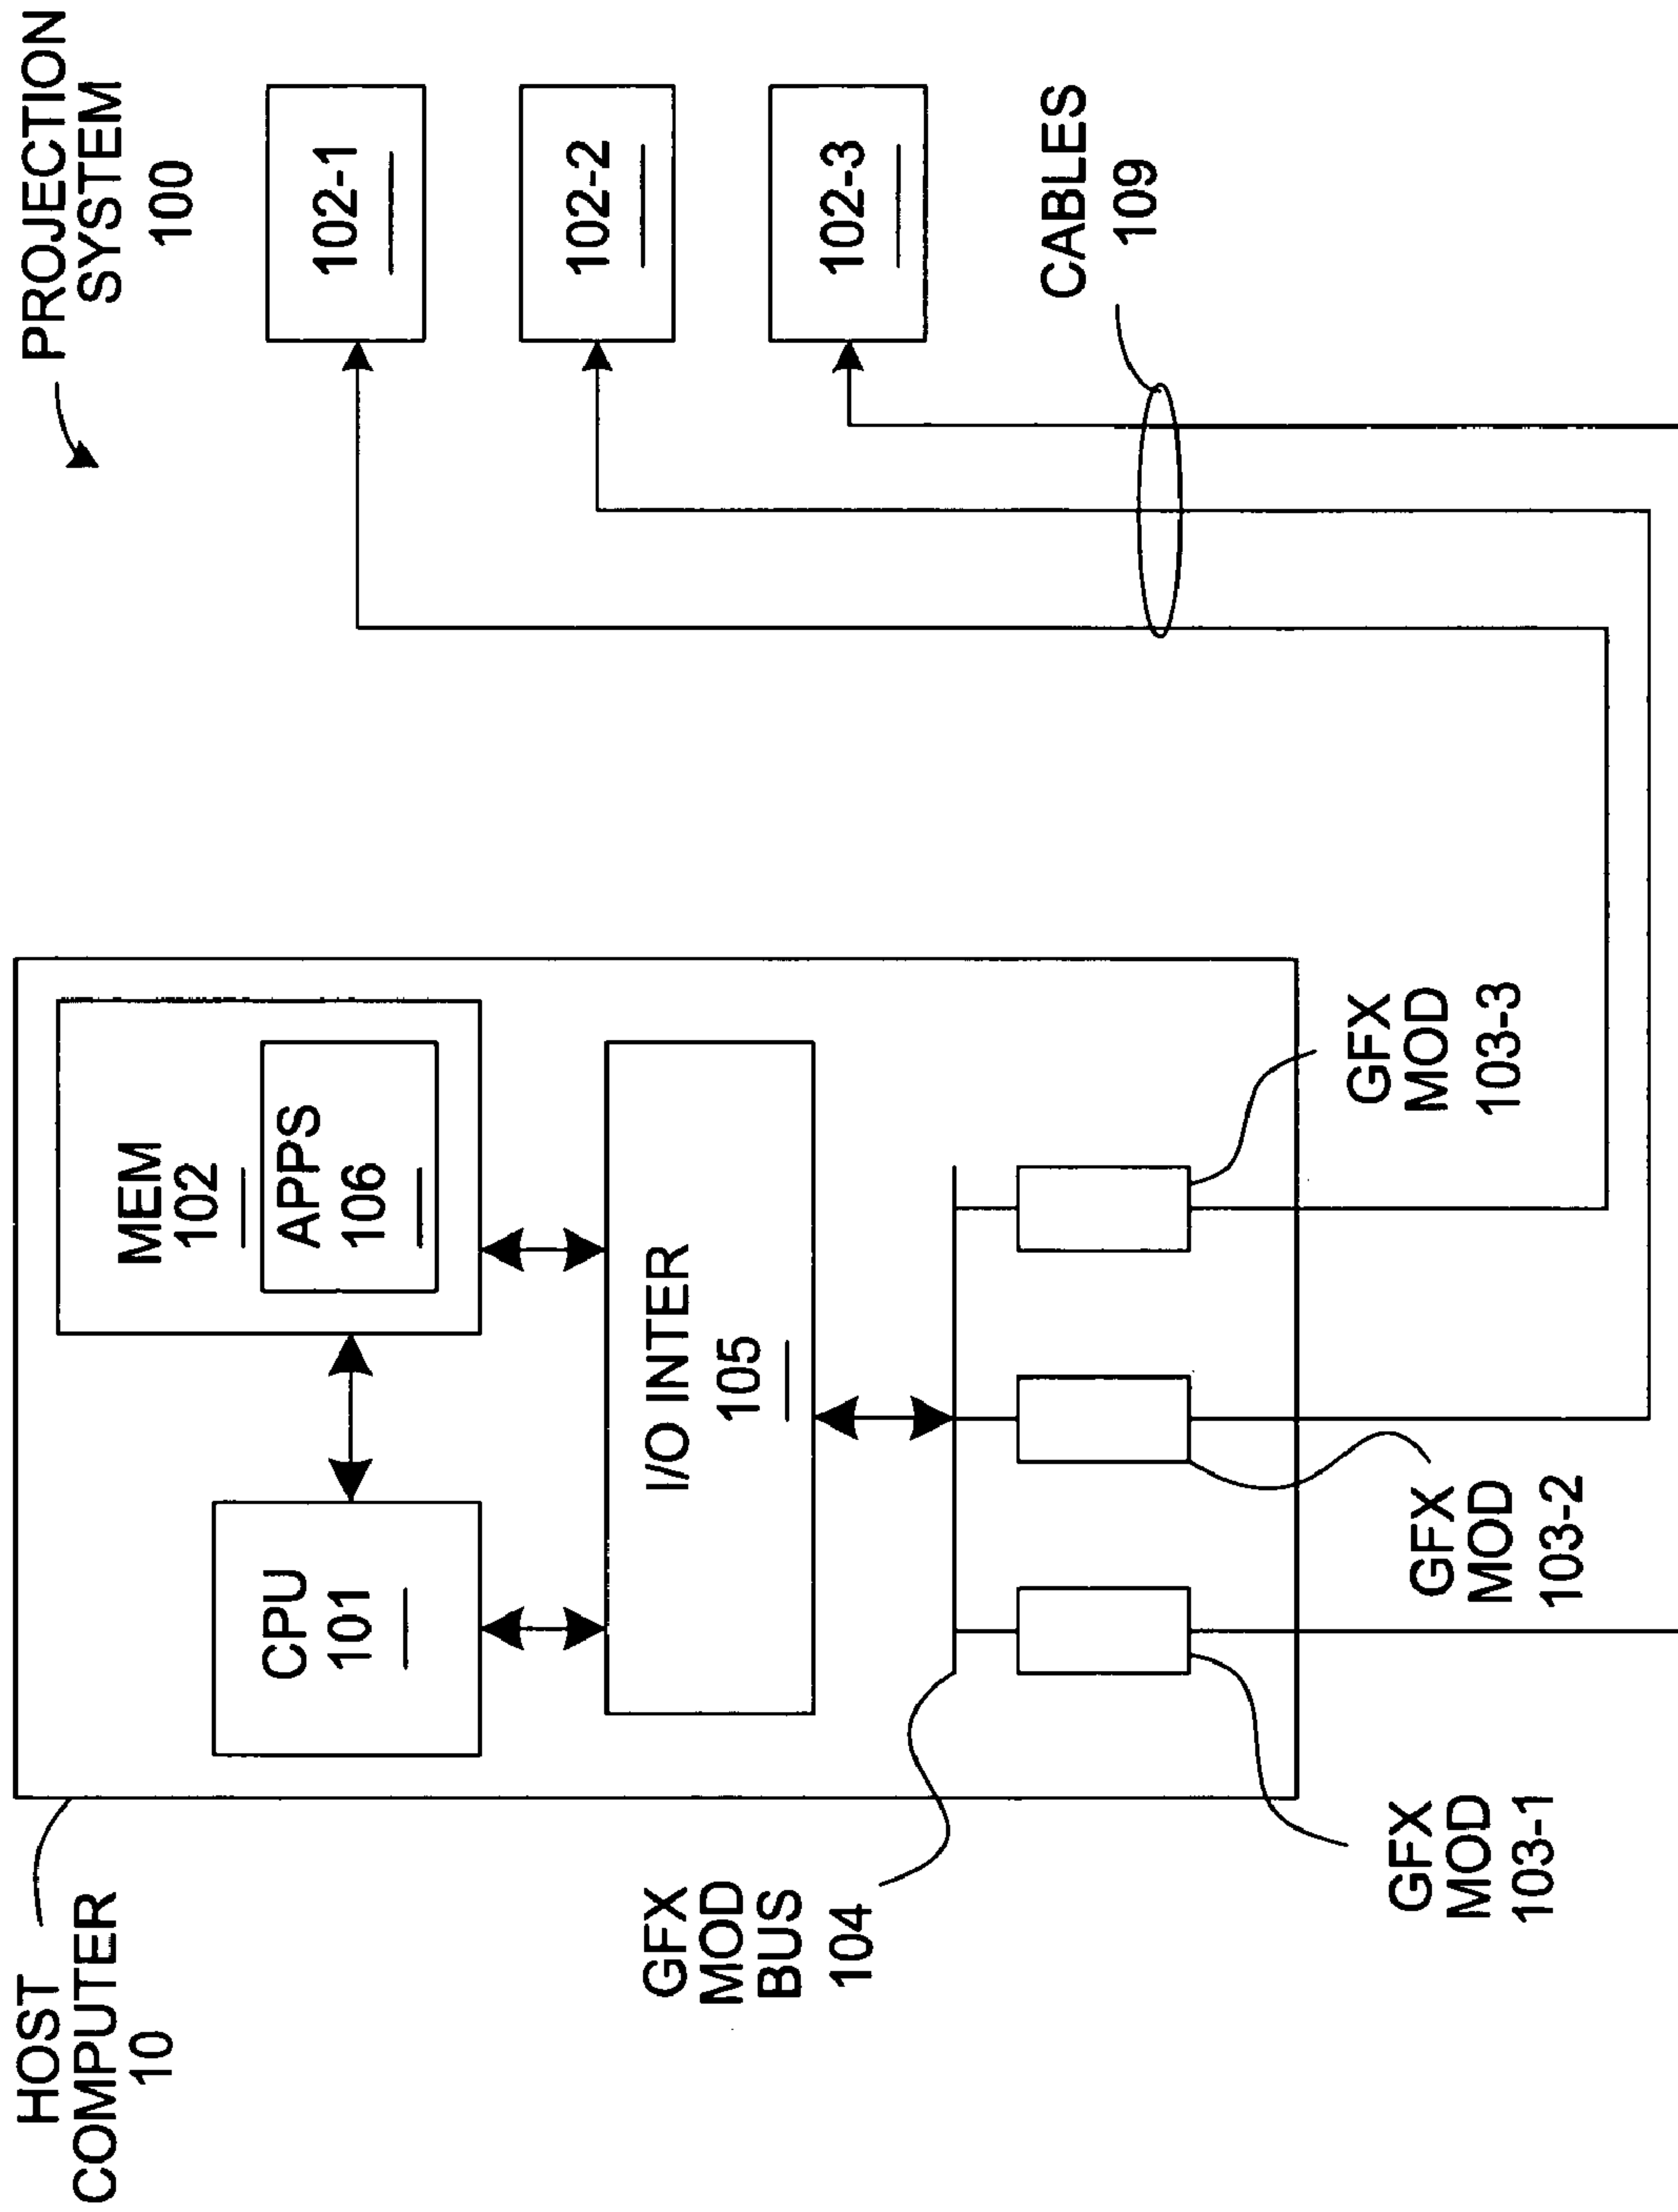 HOST
COMPUTER
10
PROJECTION
SYSTEM
100
MEM
102
APPS
106
CPU
101
I/O INTER
105
GFX
MOD
BUS
104
GFX
MOD
103-1
GFX
MOD
103-2
GFX
MOD
103-3
102-1
102-2
102-3
CABLES
109